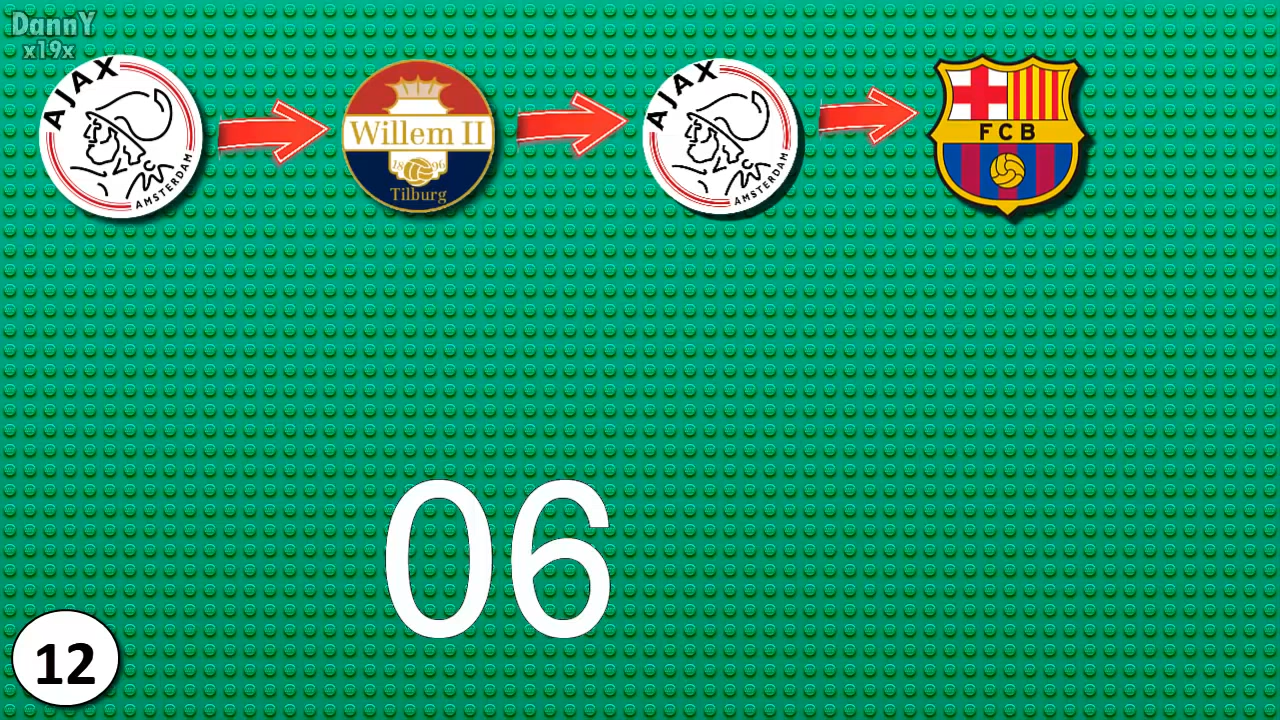 DannY
x19x
AJAX
AMSTERDAM
Willem II
1896
Tilburg
AJAX
AMSTERDAM
FCB
06
12